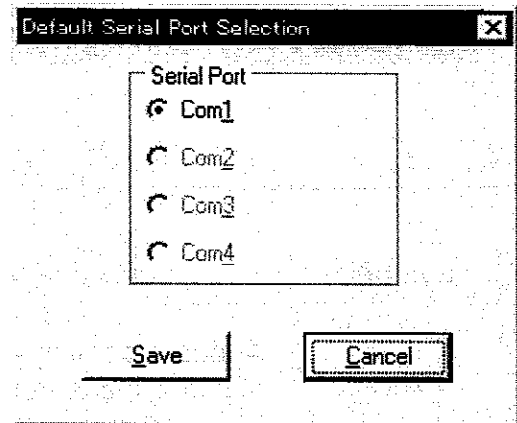 Default Serial Port Selection
Serial Port
Com1
Com2
Com3
Com4
Save
Cancel